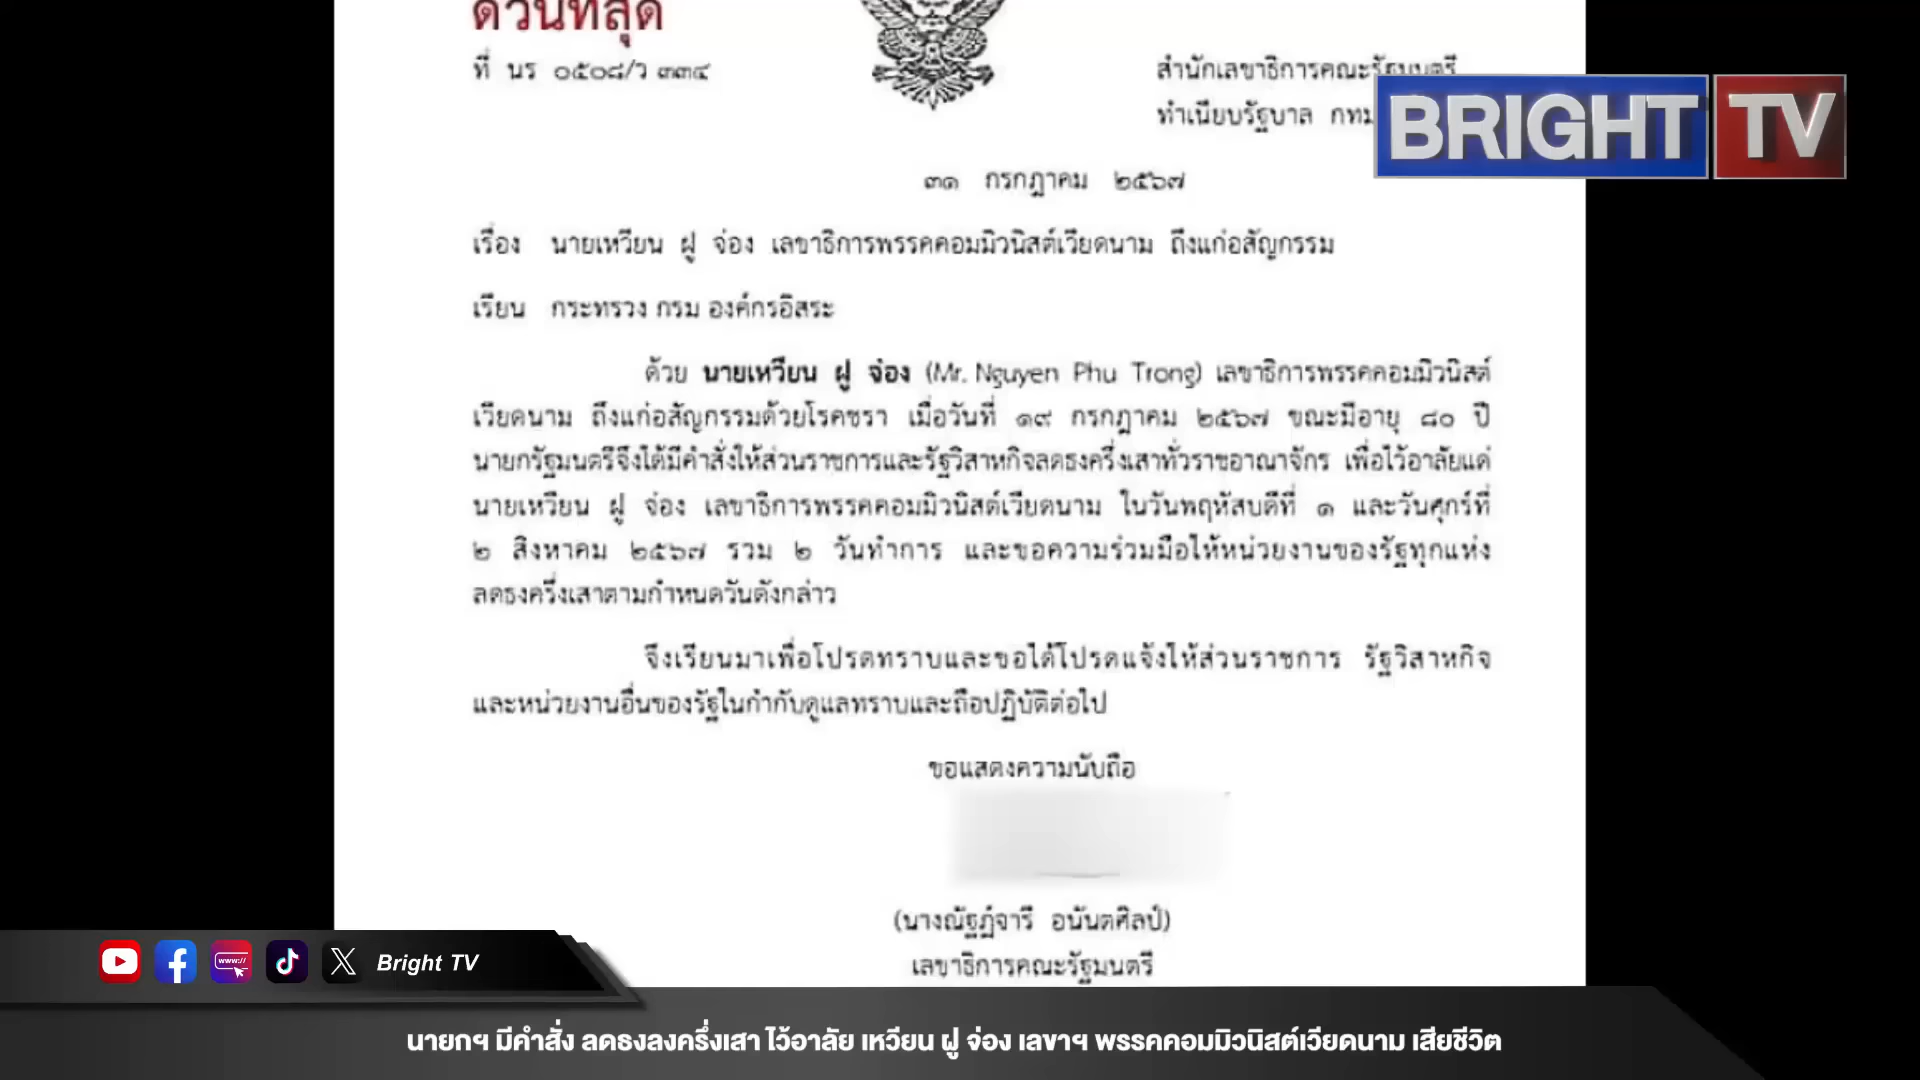 ด่วนที่สุด
ที่ นร ๐๕๐๘/ว ๓๓๔
สำนักเลขาธิการคณะรัฐมนตรี
ทำเนียบรัฐบาล กทม
BRIGHT TV
๓๑ กรกฎาคม ๒๕๖๗
เรื่อง นายเหวียน ฝู จ่อง เลขาธิการพรรคคอมมิวนิสต์เวียดนาม ถึงแก่อสัญกรรม
เรียน กระทรวง กรม องค์กรอิสระ
ด้วย นายเหวียน ฝู จ่อง (Mr. Nguyen Phu Trong) เลขาธิการพรรคคอมมิวนิสต์
เวียดนาม ถึงแก่อสัญกรรมด้วยโรคชรา เมื่อวันที่ ๑๙ กรกฎาคม ๒๕๖๗ ขณะมีอายุ ๘๐ ปี
นายกรัฐมนตรีจึงได้มีคำสั่งให้ส่วนราชการและรัฐวิสาหกิจลดธงครึ่งเสาทั่วราชอาณาจักร เพื่อไว้อาลัยแด่
นายเหวียน ฝู จ่อง เลขาธิการพรรคคอมมิวนิสต์เวียดนาม ในวันพฤหัสบดีที่ ๑ และวันศุกร์ที่
๒ สิงหาคม ๒๕๖๗ รวม ๒ วันทำการ และขอความร่วมมือให้หน่วยงานของรัฐทุกแห่ง
ลดธงครึ่งเสาตามกำหนดวันดังกล่าว
จึงเรียนมาเพื่อโปรดทราบและขอได้โปรดแจ้งให้ส่วนราชการ รัฐวิสาหกิจ
และหน่วยงานอื่นของรัฐในกำกับดูแลทราบและถือปฏิบัติต่อไป
ขอแสดงความนับถือ
(นางณัฐฏ์จารี อนันตศิลป์)
เลขาธิการคณะรัฐมนตรี
www://
Bright TV
นายกฯ มีคำสั่ง ลดธงลงครึ่งเสา ไว้อาลัย เหวียน ฝู จ่อง เลขาฯ พรรคคอมมิวนิสต์เวียดนาม เสียชีวิต